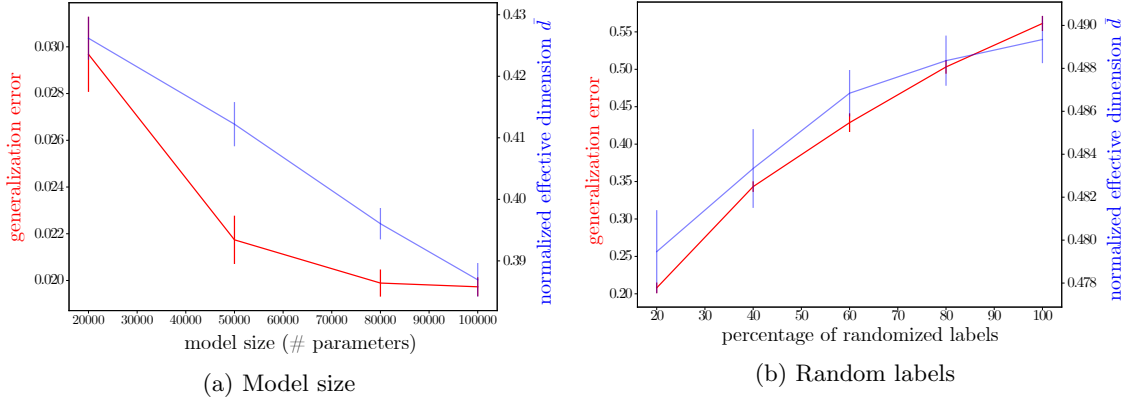 generalization error
0.030
0.028
0.026
0.024
0.022
0.020
0.43
0.42
0.41
0.40
0.39
normalized effective dimension d̄
20000 30000 40000 50000 60000 70000 80000 90000 100000
model size (# parameters)
(a) Model size
generalization error
0.55
0.50
0.45
0.40
0.35
0.30
0.25
0.20
0.490
0.488
0.486
0.484
0.482
0.480
0.478
normalized effective dimension d̄
20 30 40 50 60 70 80 90 100
percentage of randomized labels
(b) Random labels